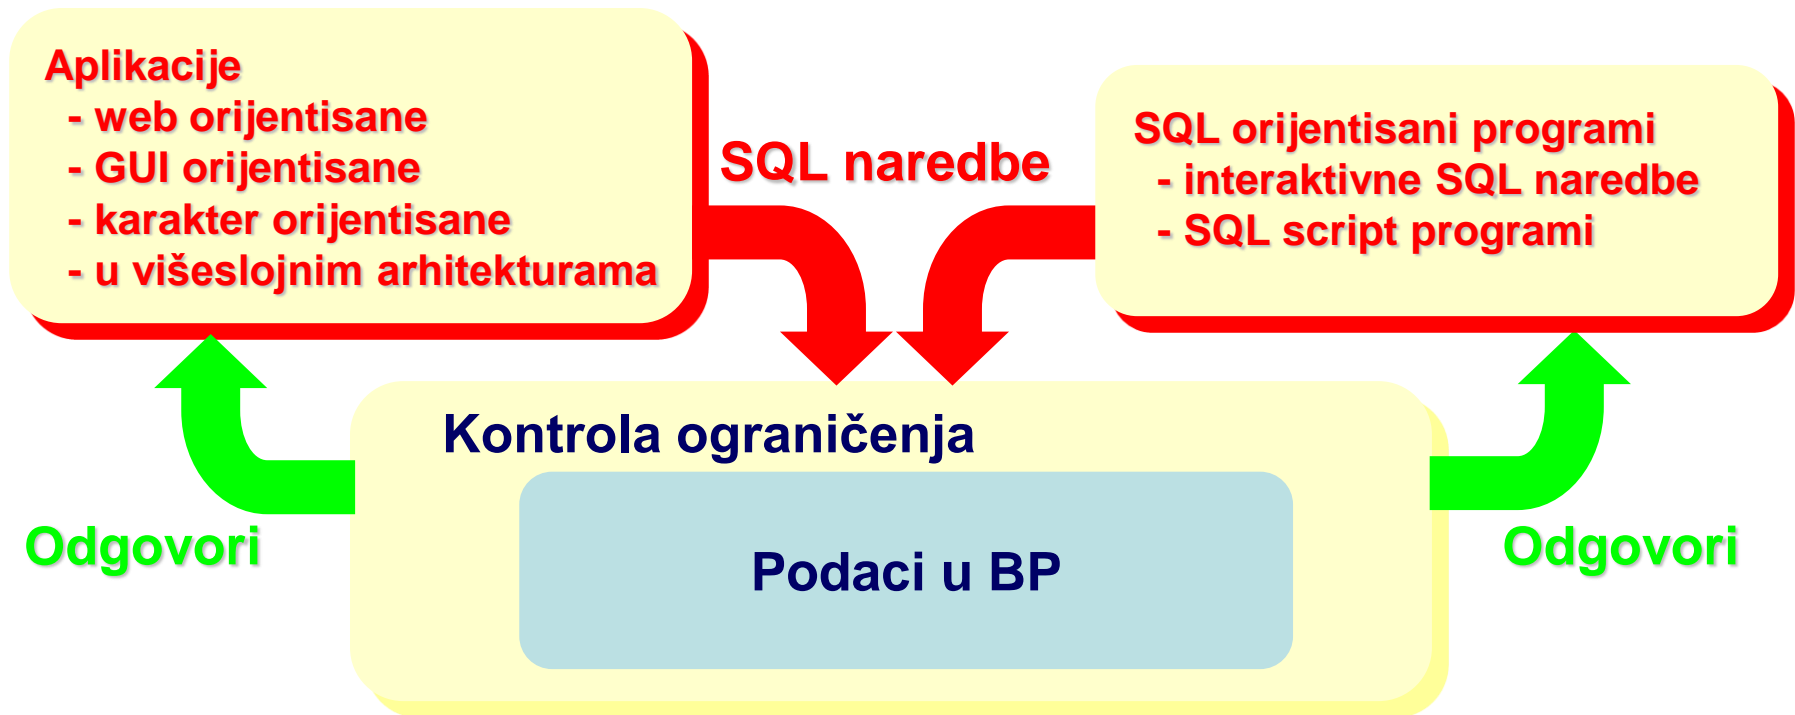 Aplikacije
- web orijentisane
- GUI orijentisane
- karakter orijentisane
- u višeslojnim arhitekturama
SQL naredbe
SQL orijentisani programi
- interaktivne SQL naredbe
- SQL script programi
Kontrola ograničenja
Podaci u BP
Odgovori
Odgovori